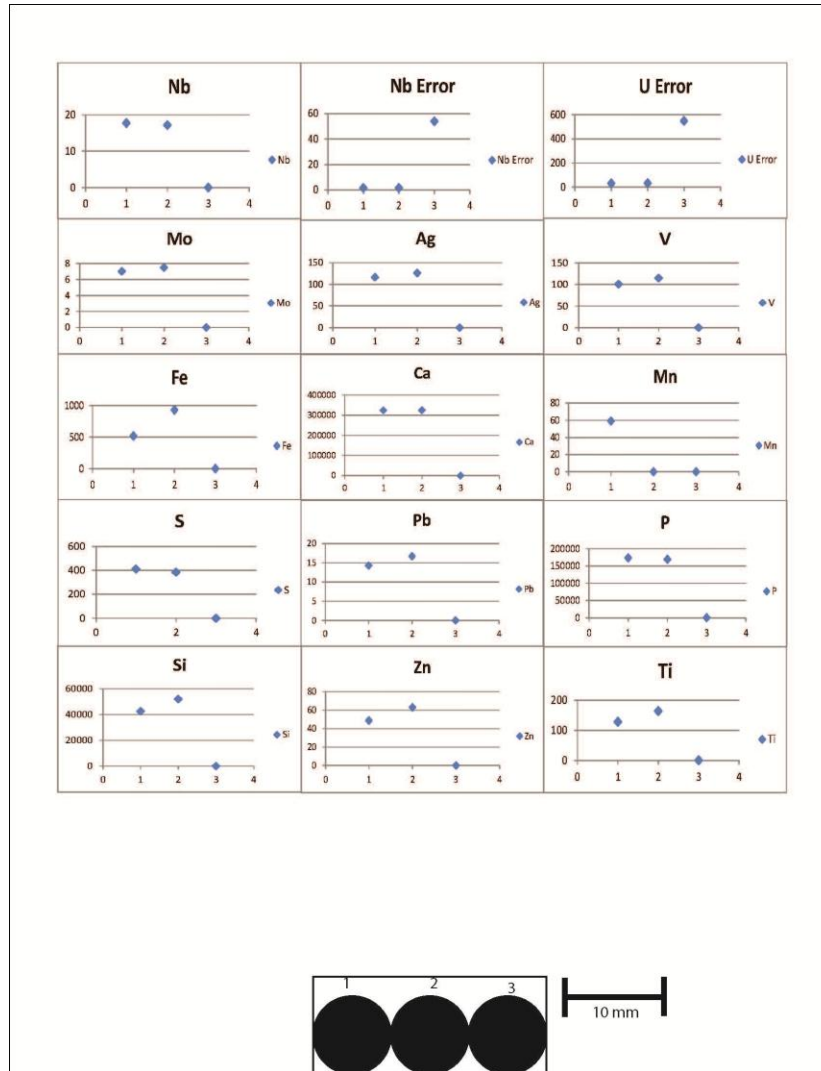 Nb
20
10
0
0 1 2 3 4
Nb
Nb Error
60
40
20
0
0 1 2 3 4
Nb Error
U Error
600
400
200
0
0 1 2 3 4
U Error
Mo
8
6
4
2
0
0 1 2 3 4
Mo
Ag
150
100
50
0
0 1 2 3 4
Ag
V
150
100
50
0
0 1 2 3 4
V
Fe
1000
500
0
0 1 2 3 4
Fe
Ca
400000
300000
200000
100000
0
0 1 2 3 4
Ca
Mn
80
60
40
20
0
0 1 2 3 4
Mn
S
600
400
200
0
0 2 4
S
Pb
20
15
10
5
0
0 1 2 3 4
Pb
P
200000
150000
100000
50000
0
0 1 2 3 4
P
Si
60000
40000
20000
0
0 1 2 3 4
Si
Zn
80
60
40
20
0
0 1 2 3 4
Zn
Ti
200
100
0
0 1 2 3 4
Ti
1 2 3
10 mm